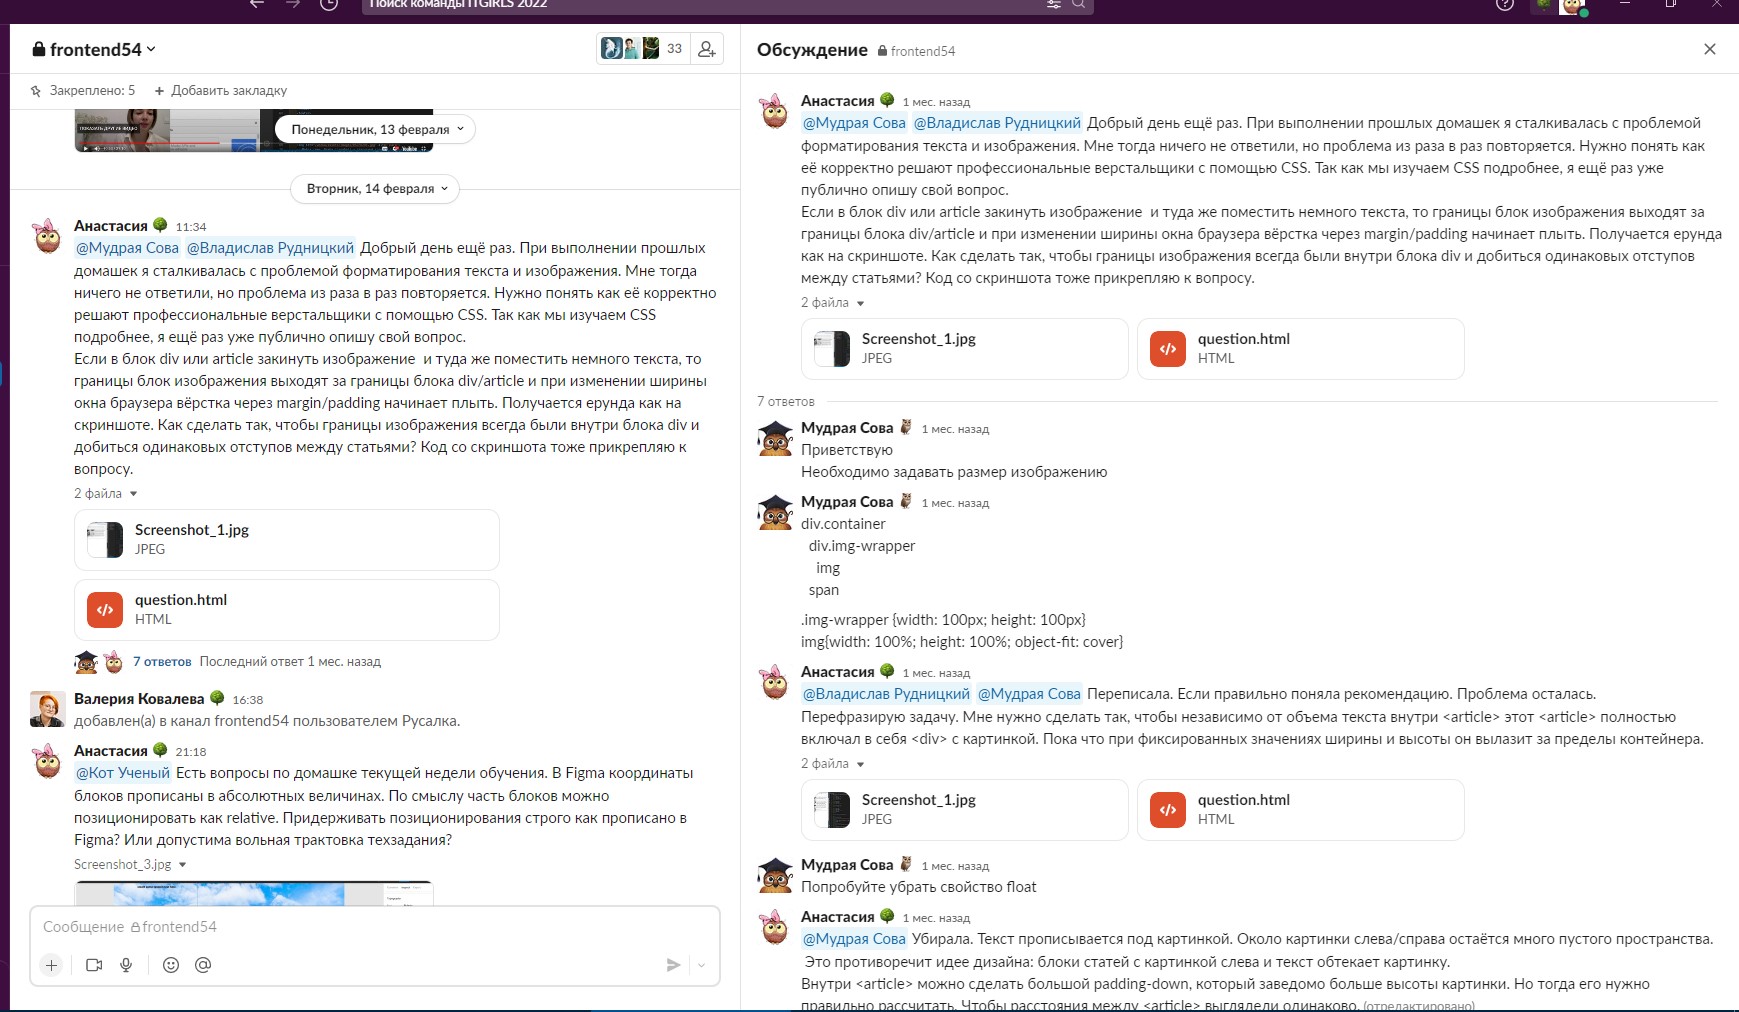 Поиск команды ITGIRLS 2022
frontend54
33
Закреплено: 5
Добавить закладку
ПОКАЗАТЬ ДРУГИЕ ВИДЕО
YouTube
Понедельник, 13 февраля
Вторник, 14 февраля
Анастасия 11:34
@Мудрая Сова @Владислав Рудницкий Добрый день ещё раз. При выполнении прошлых
домашек я сталкивалась с проблемой форматирования текста и изображения. Мне тогда
ничего не ответили, но проблема из раза в раз повторяется. Нужно понять как её корректно
решают профессиональные верстальщики с помощью CSS. Так как мы изучаем CSS
подробнее, я ещё раз уже публично опишу свой вопрос.
Если в блок div или article закинуть изображение и туда же поместить немного текста, то
границы блок изображения выходят за границы блока div/article и при изменении ширины
окна браузера вёрстка через margin/padding начинает плыть. Получается ерунда как на
скриншоте. Как сделать так, чтобы границы изображения всегда были внутри блока div и
добиться одинаковых отступов между статьями? Код со скриншота тоже прикрепляю к
вопросу.
2 файла
Screenshot_1.jpg
JPEG
question.html
HTML
7 ответов Последний ответ 1 мес. назад
Валерия Ковалева 16:38
добавлен(а) в канал frontend54 пользователем Русалка.
Анастасия 21:18
@Кот Ученый Есть вопросы по домашке текущей недели обучения. В Figma координаты
блоков прописаны в абсолютных величинах. По смыслу часть блоков можно
позиционировать как relative. Придерживать позиционирования строго как прописано в
Figma? Или допустима вольная трактовка техзадания?
Screenshot_3.jpg
Сообщение frontend54
Обсуждение frontend54
Анастасия 1 мес. назад
@Мудрая Сова @Владислав Рудницкий Добрый день ещё раз. При выполнении прошлых домашек я сталкивалась с проблемой
форматирования текста и изображения. Мне тогда ничего не ответили, но проблема из раза в раз повторяется. Нужно понять как
её корректно решают профессиональные верстальщики с помощью CSS. Так как мы изучаем CSS подробнее, я ещё раз уже
публично опишу свой вопрос.
Если в блок div или article закинуть изображение и туда же поместить немного текста, то границы блок изображения выходят за
границы блока div/article и при изменении ширины окна браузера вёрстка через margin/padding начинает плыть. Получается ерунда
как на скриншоте. Как сделать так, чтобы границы изображения всегда были внутри блока div и добиться одинаковых отступов
между статьями? Код со скриншота тоже прикрепляю к вопросу.
2 файла
Screenshot_1.jpg
JPEG
question.html
HTML
7 ответов
Мудрая Сова 1 мес. назад
Приветствую
Необходимо задавать размер изображению
Мудрая Сова 1 мес. назад
div.container
div.img-wrapper
img
span
.img-wrapper {width: 100px; height: 100px}
img{width: 100%; height: 100%; object-fit: cover}
Анастасия 1 мес. назад
@Владислав Рудницкий @Мудрая Сова Переписала. Если правильно поняла рекомендацию. Проблема осталась.
Перефразирую задачу. Мне нужно сделать так, чтобы независимо от объема текста внутри <article> этот <article> полностью
включал в себя <div> с картинкой. Пока что при фиксированных значениях ширины и высоты он вылазит за пределы контейнера.
2 файла
Screenshot_1.jpg
JPEG
question.html
HTML
Мудрая Сова 1 мес. назад
Попробуйте убрать свойство float
Анастасия 1 мес. назад
@Мудрая Сова Убирала. Текст прописывается под картинкой. Около картинки слева/справа остаётся много пустого пространства.
Это противоречит идее дизайна: блоки статей с картинкой слева и текст обтекает картинку.
Внутри <article> можно сделать большой padding-down, который заведомо больше высоты картинки. Но тогда его нужно
правильно рассчитать. Чтобы расстояния между <article> выглядели одинаково. (отредактировано)